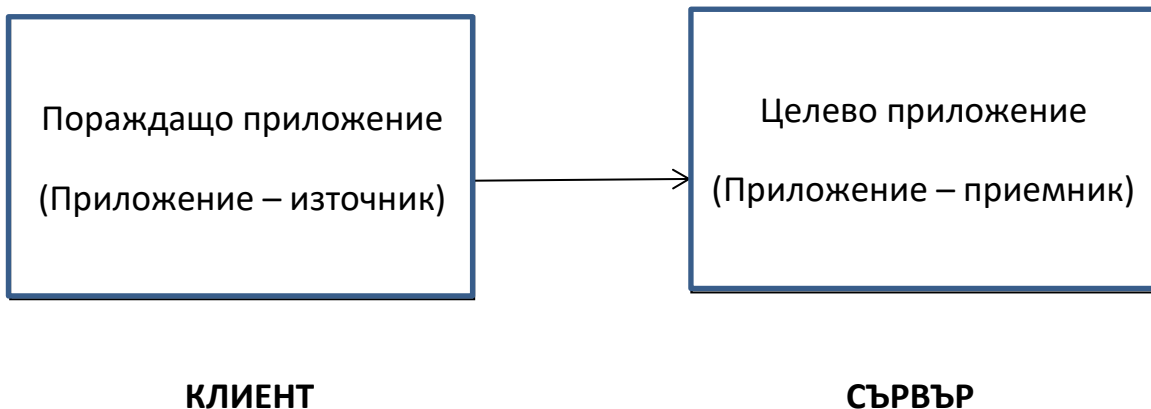 Пораждащо приложение
(Приложение – източник)
Целево приложение
(Приложение – приемник)
КЛИЕНТ
СЪРВЪР